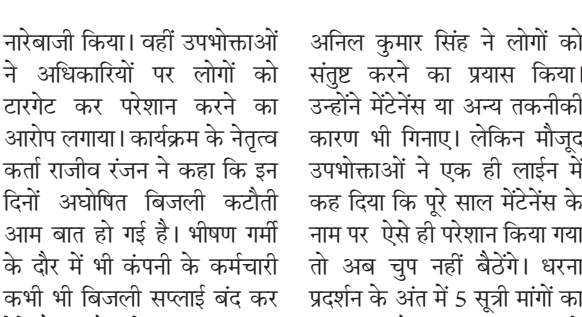 नारेबाजी किया। वहीं उपभोक्ताओं
ने अधिकारियों पर लोगों को
टारगेट कर परेशान करने का
आरोप लगाया। कार्यक्रम के नेतृत्व
कर्ता राजीव रंजन ने कहा कि इन
दिनों अघोषित बिजली कटौती
आम बात हो गई है। भीषण गर्मी
के दौर में भी कंपनी के कर्मचारी
कभी भी बिजली सप्लाई बंद कर
अनिल कुमार सिंह ने लोगों को
संतुष्ट करने का प्रयास किया।
उन्होंने मेंटेनेंस या अन्य तकनीकी
कारण भी गिनाए। लेकिन मौजूद
उपभोक्ताओं ने एक ही लाईन में
कह दिया कि पूरे साल मेंटेनेंस के
नाम पर ऐसे ही परेशान किया गया
तो अब चुप नहीं बैठेंगे। धरना
प्रदर्शन के अंत में 5 सूत्री मांगों का